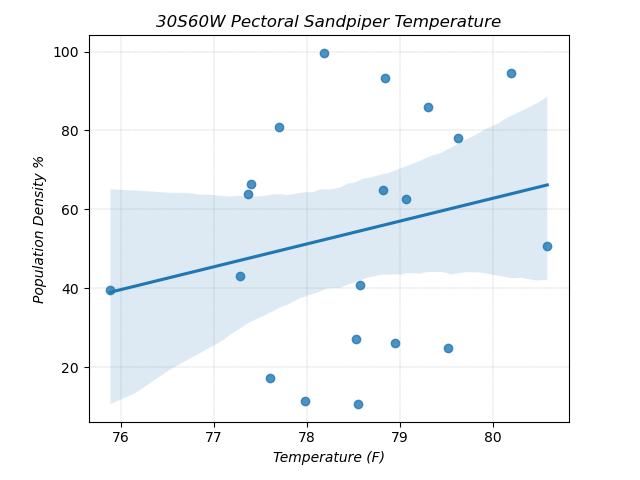 30S60W Pectoral Sandpiper Temperature
100
80
60
40
20
Population Density %
76 77 78 79 80
Temperature (F)